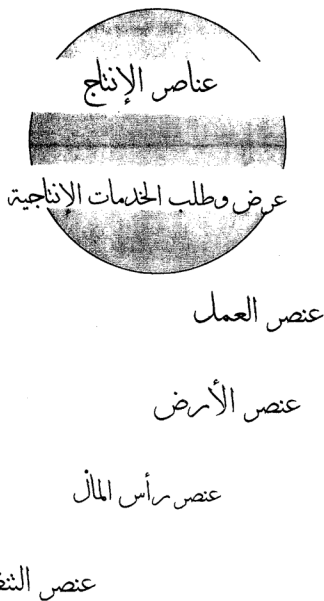 عناصر الإنتاج
عرض وطلب الخدمات الإنتاجية
عنصر العمل
عنصر الأرض
عنصر رأس المال
عنصر